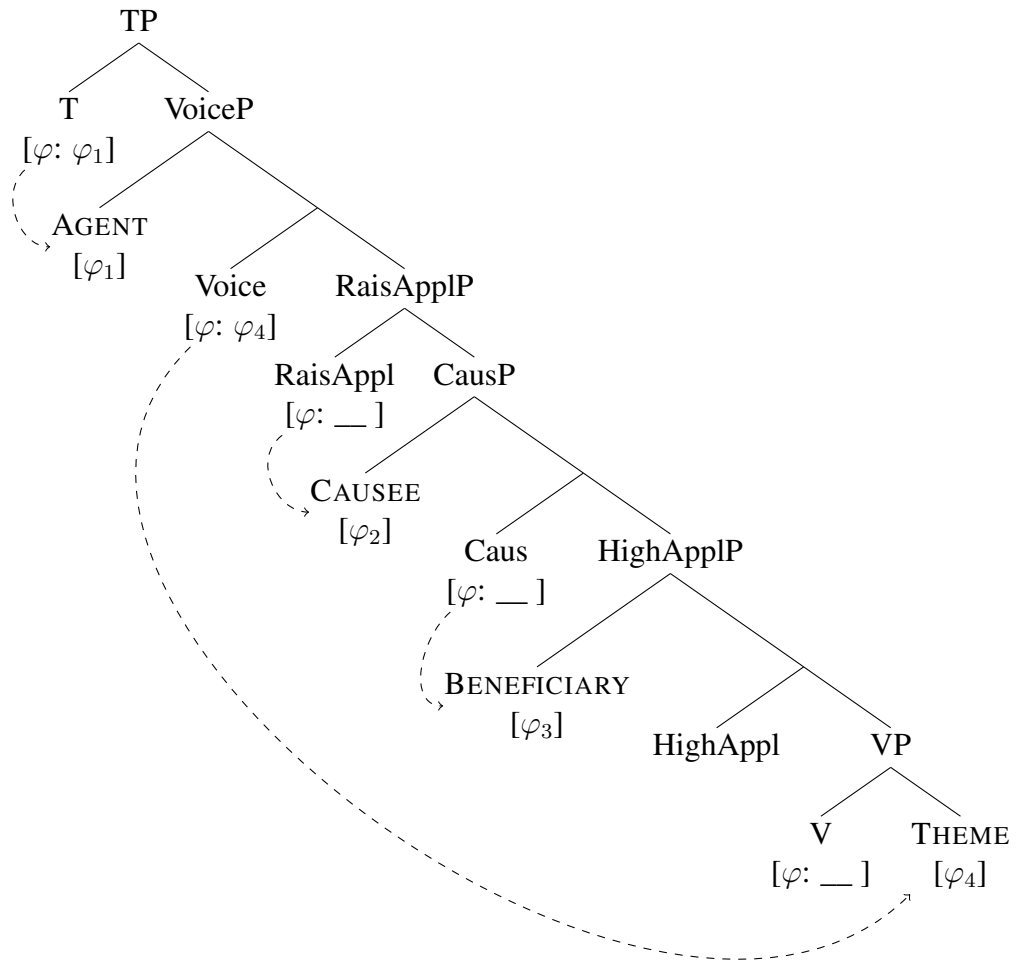 TP
T VoiceP
[φ: φ₁]
AGENT
[φ₁]
Voice RaisApplP
[φ: φ₄]
RaisAppl CausP
[φ: __ ]
CAUSEE
[φ₂]
Caus HighApplP
[φ: __ ]
BENEFICIARY
[φ₃]
HighAppl VP
V THEME
[φ: __ ] [φ₄]